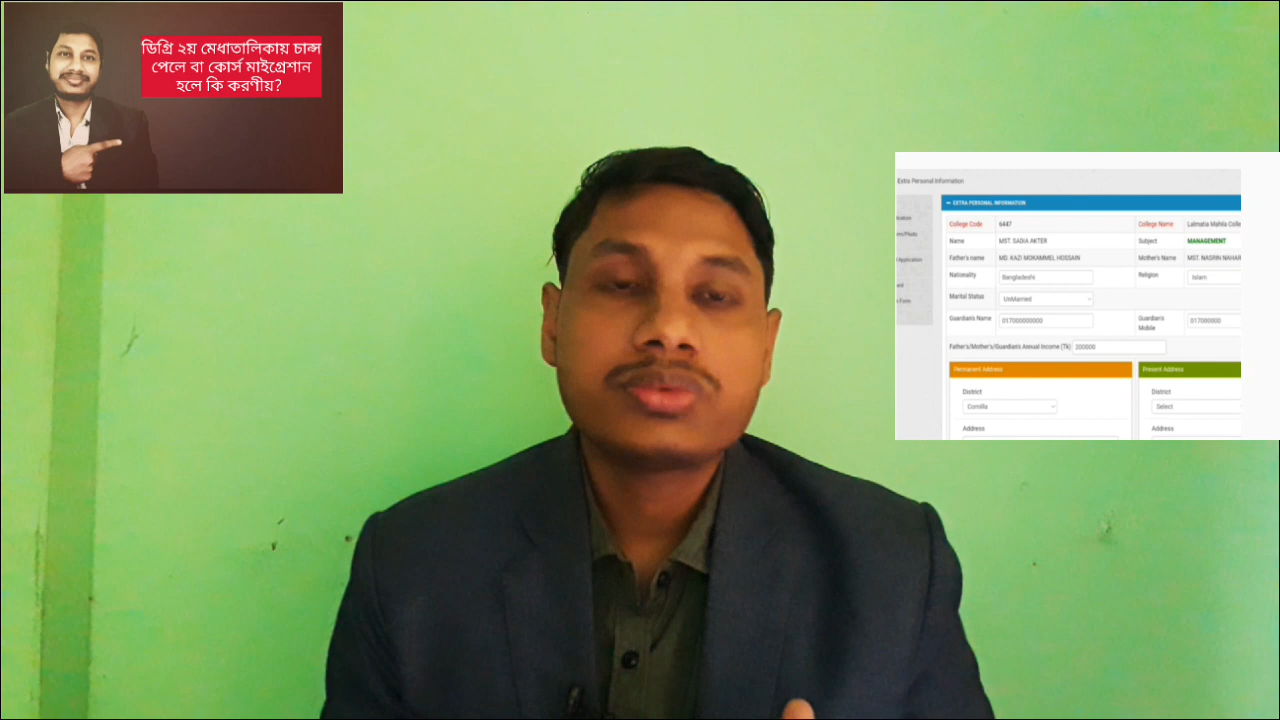 ডিগ্রি ২য় মেধাতালিকায় চান্স
পেলে বা কোর্স মাইগ্রেশান
হলে কি করণীয়?
Extra Personal Information
EXTRA PERSONAL INFORMATION
College Code 6447 College Name Lalmatia Mahila Colle
Name MST. SADIA AKTER Subject MANAGEMENT
Father's name MD. KAZI MOKAMMEL HOSSAIN Mother's Name MST. NASRIN NAHAR
Nationality Bangladeshi Religion Islam
Marital Status UnMarried
Guardian's Name 017000000000 Guardian's Mobile 017000000
Father's/Mother's/Guardian's Annual Income (Tk) 200000
Permanent Address Present Address
District District
Comilla Select
Address Address
Application
Form